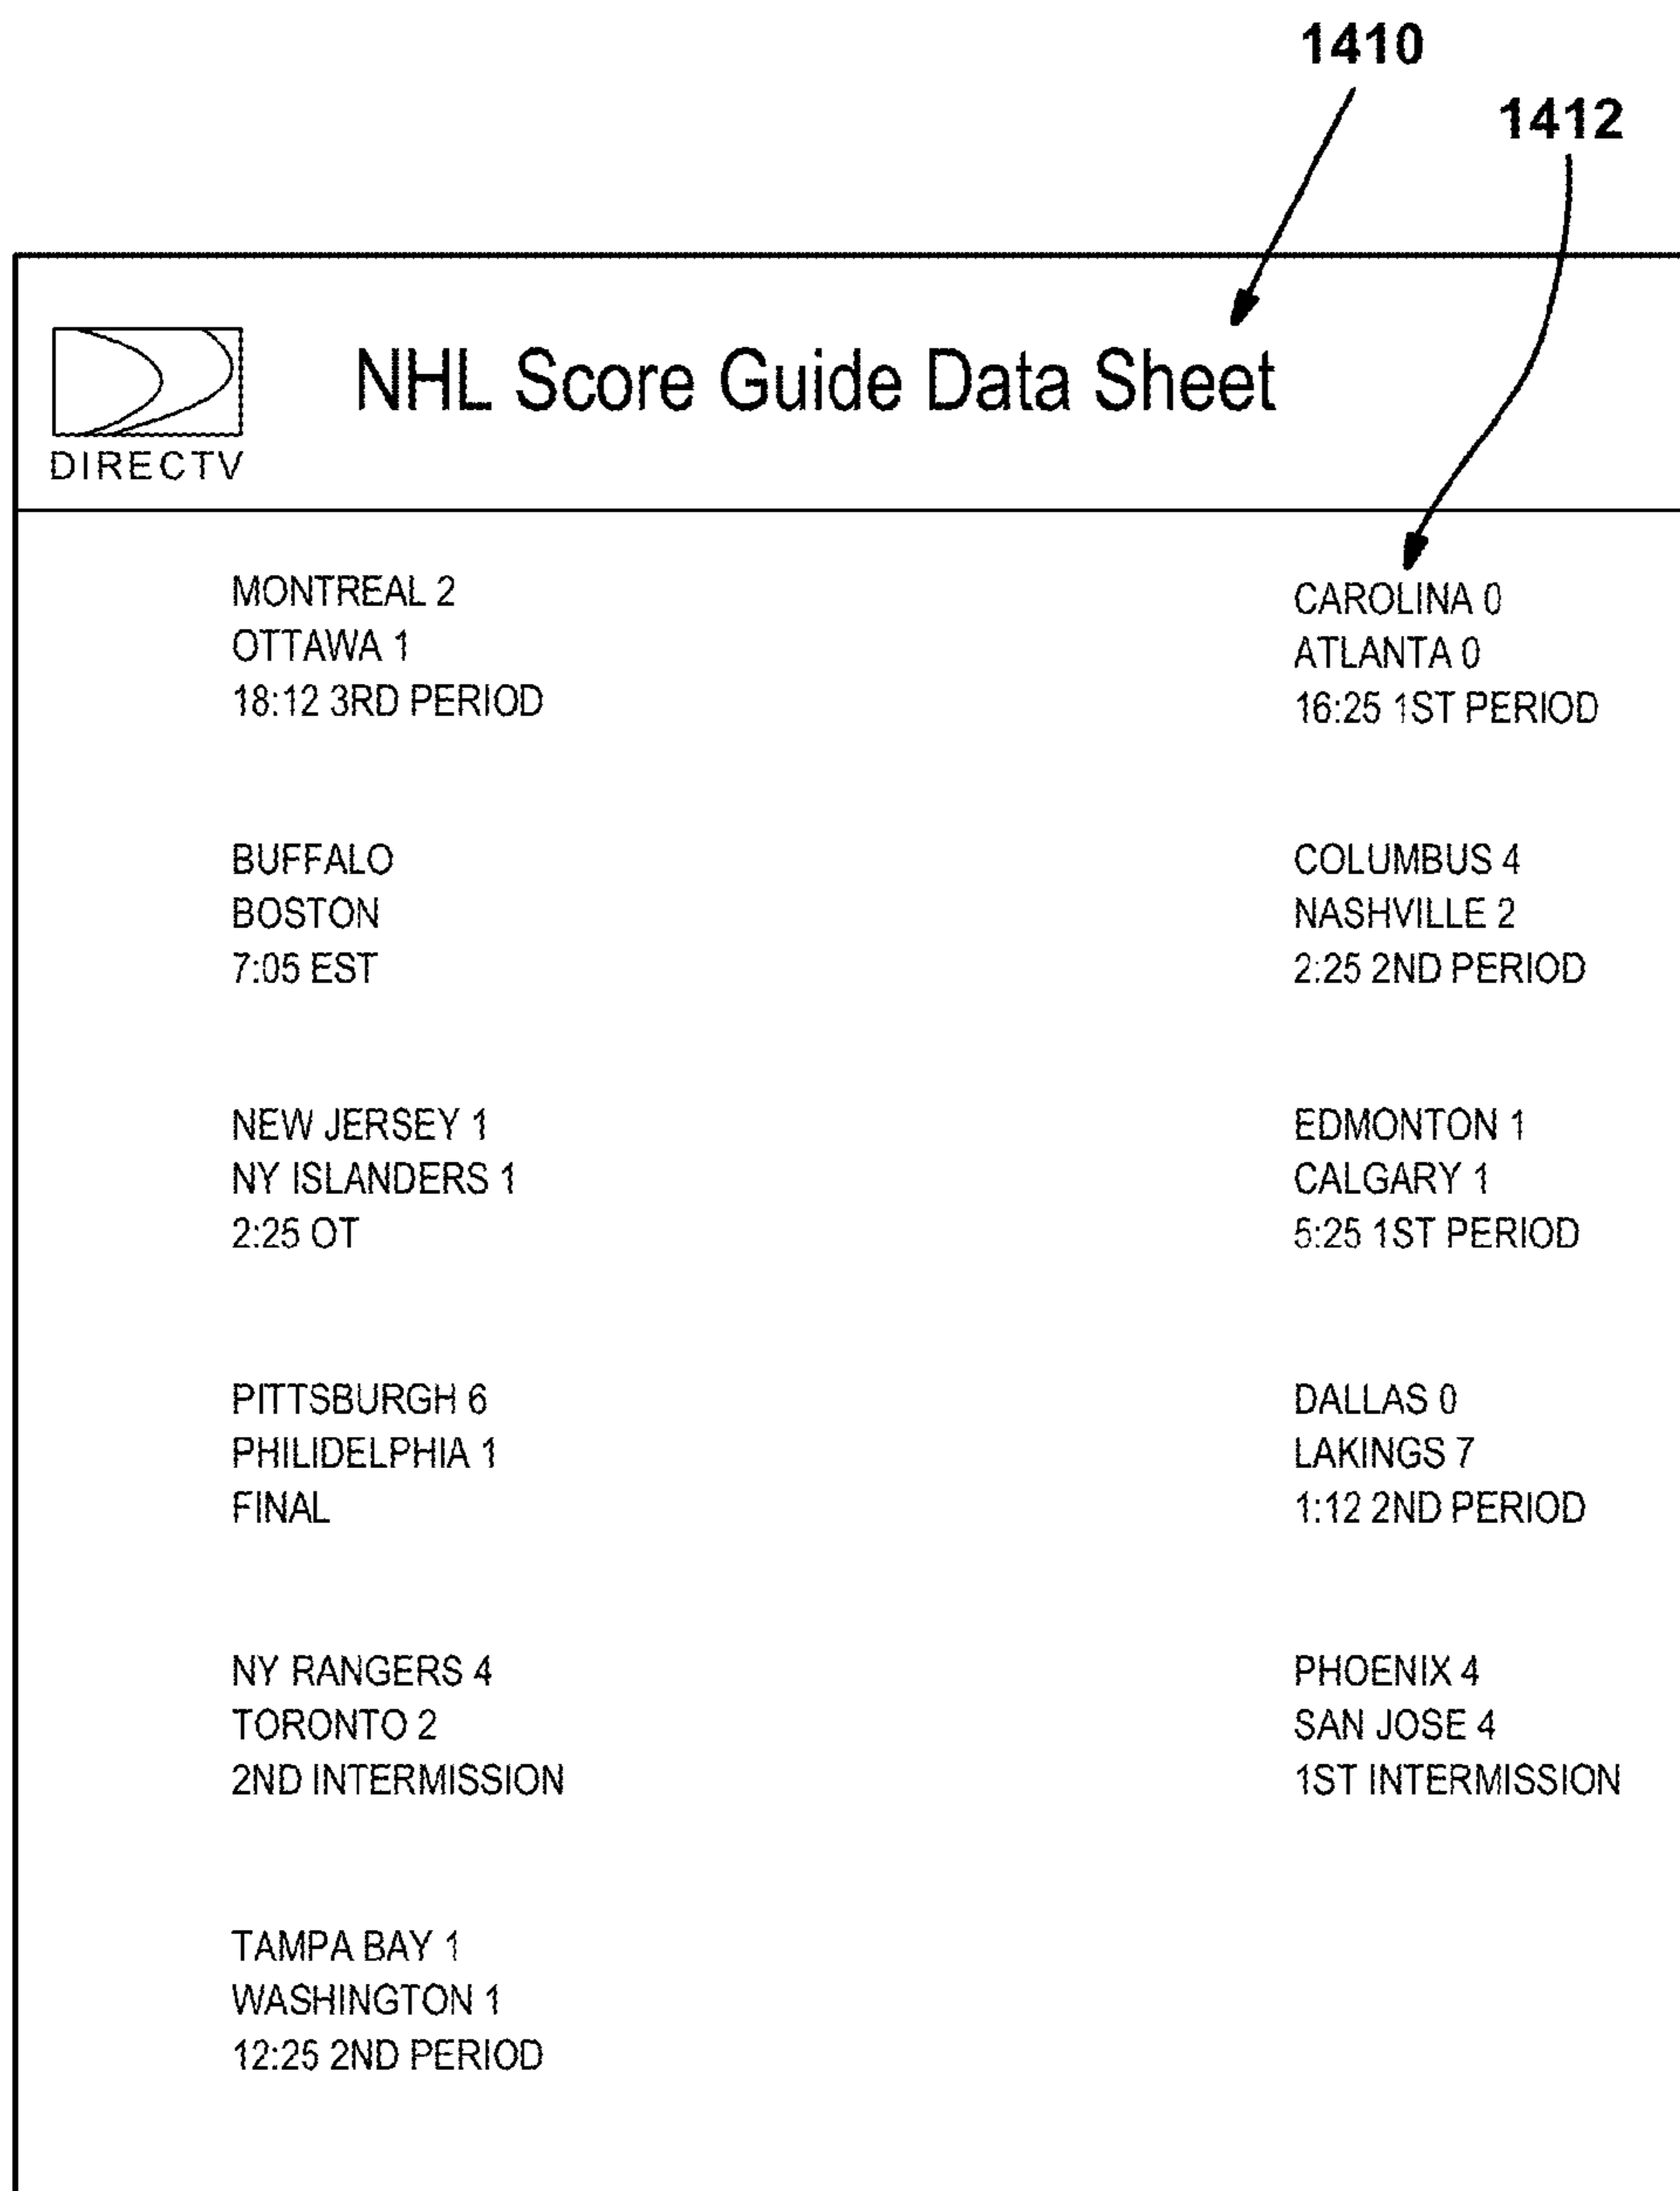 1410
1412
NHL Score Guide Data Sheet
DIRECTV
MONTREAL 2
OTTAWA 1
18:12 3RD PERIOD
BUFFALO
BOSTON
7:05 EST
NEW JERSEY 1
NY ISLANDERS 1
2:25 OT
PITTSBURGH 6
PHILIDELPHIA 1
FINAL
NY RANGERS 4
TORONTO 2
2ND INTERMISSION
TAMPA BAY 1
WASHINGTON 1
12:25 2ND PERIOD
CAROLINA 0
ATLANTA 0
16:25 1ST PERIOD
COLUMBUS 4
NASHVILLE 2
2:25 2ND PERIOD
EDMONTON 1
CALGARY 1
5:25 1ST PERIOD
DALLAS 0
LAKINGS 7
1:12 2ND PERIOD
PHOENIX 4
SAN JOSE 4
1ST INTERMISSION